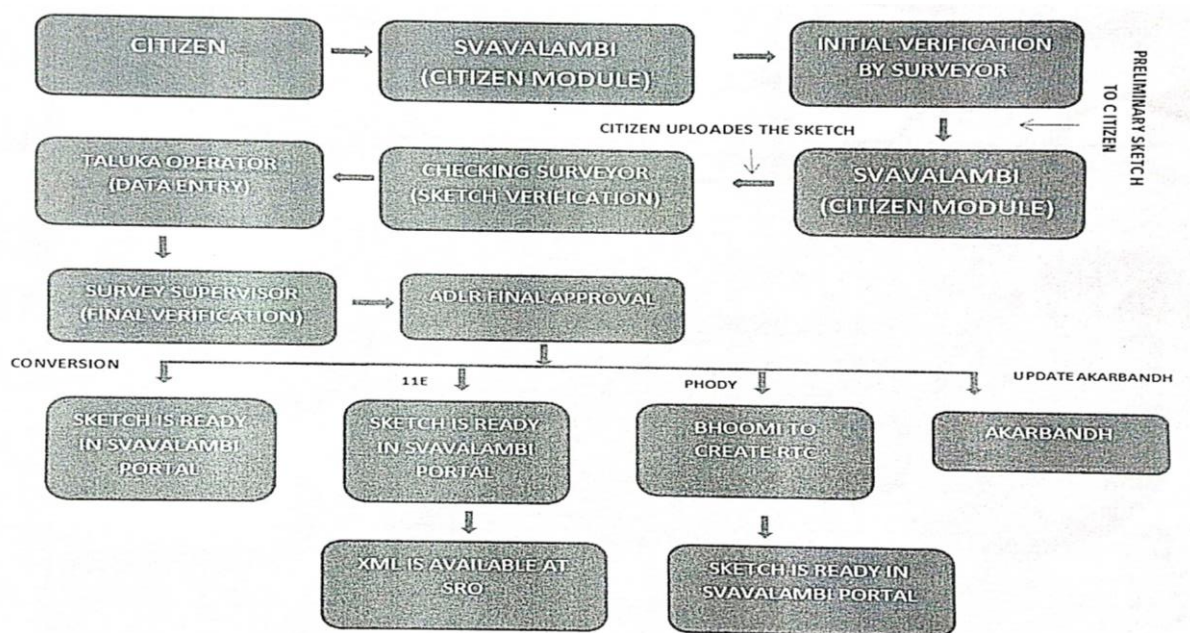 CITIZEN
SVAVALAMBI
(CITIZEN MODULE)
INITIAL VERIFICATION
BY SURVEYOR
PRELIMINARY SKETCH
TO CITIZEN
CITIZEN UPLOADES THE SKETCH
SVAVALAMBI
(CITIZEN MODULE)
CHECKING SURVEYOR
(SKETCH VERIFICATION)
TALUKA OPERATOR
(DATA ENTRY)
SURVEY SUPERVISOR
(FINAL VERIFICATION)
ADLR FINAL APPROVAL
CONVERSION
11E
PHODY
UPDATE AKARBANDH
SKETCH IS READY
IN SVAVALAMBI
PORTAL
SKETCH IS READY
IN SVAVALAMBI
PORTAL
BHOOMI TO
CREATE RTC
AKARBANDH
XML IS AVAILABLE AT
SRO
SKETCH IS READY IN
SVAVALAMBI PORTAL